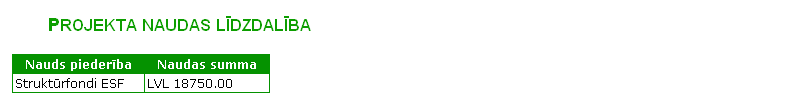 PROJEKTA NAUDAS LĪDZDALĪBA
Nauds piederība Naudas summa
Struktūrfondi ESF LVL 18750.00